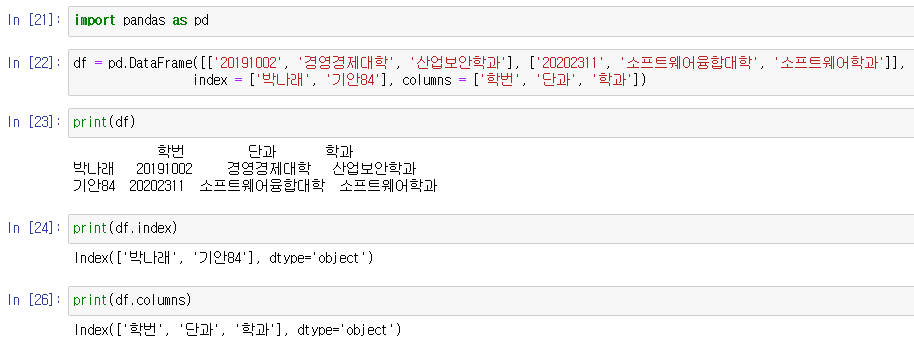 In [21]: import pandas as pd
In [22]: df = pd.DataFrame([['20191002', '경영경제대학', '산업보안학과'], ['20202311', '소프트웨어융합대학', '소프트웨어학과']],
index = ['박나래', '기안84'], columns = ['학번', '단과', '학과'])
In [23]: print(df)
학번 단과 학과
박나래 20191002 경영경제대학 산업보안학과
기안84 20202311 소프트웨어융합대학 소프트웨어학과
In [24]: print(df.index)
Index(['박나래', '기안84'], dtype='object')
In [26]: print(df.columns)
Index(['학번', '단과', '학과'], dtype='object')